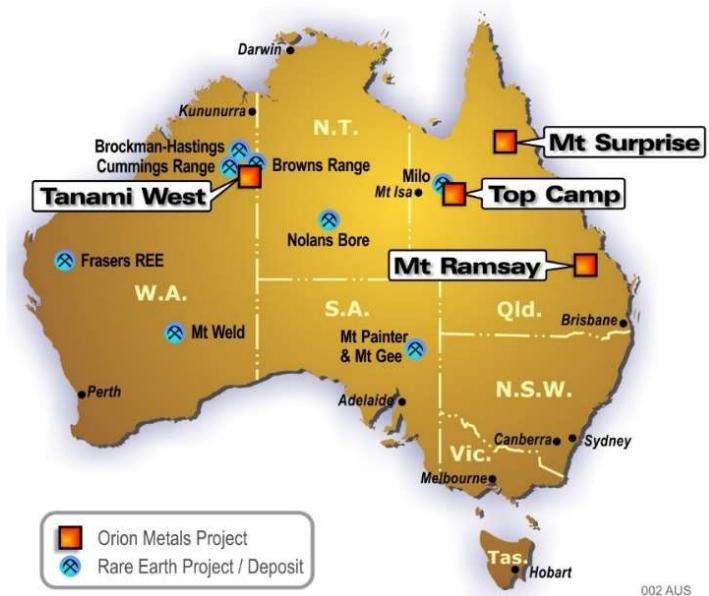 Darwin
Kununurra
N.T.
Brockman-Hastings
Cummings Range
Browns Range
Tanami West
Mt Surprise
Milo
Mt Isa
Top Camp
Nolans Bore
Frasers REE
Mt Ramsay
W.A.
S.A.
Qld.
Mt Weld
Mt Painter
& Mt Gee
Brisbane
Perth
Adelaide
N.S.W.
Canberra
Sydney
Vic.
Melbourne
Orion Metals Project
Rare Earth Project / Deposit
Tas.
Hobart
002 AUS